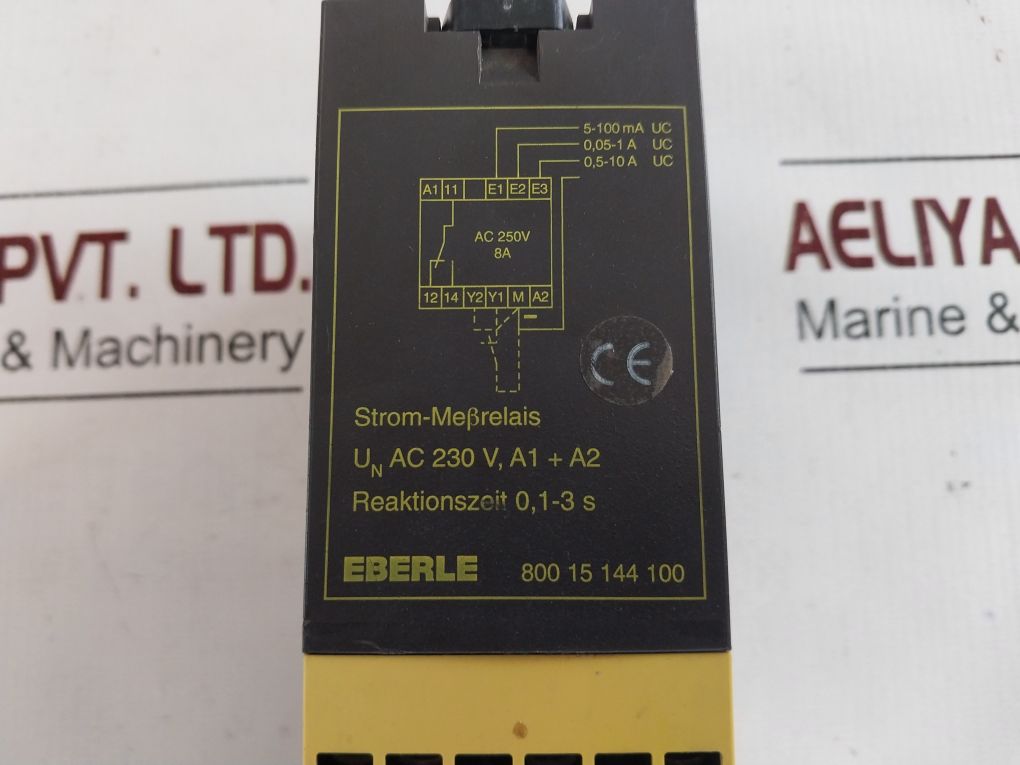 5-100 mA UC
0,05-1 A UC
0,5-10 A UC
A1 11 E1 E2 E3
AC 250V
8A
12 14 Y2 Y1 M A2
CE
Strom-Meβrelais
UN AC 230 V, A1 + A2
Reaktionszeit 0,1-3 s
EBERLE 800 15 144 100
PVT. LTD.
& Machinery
AELIYA
Marine &